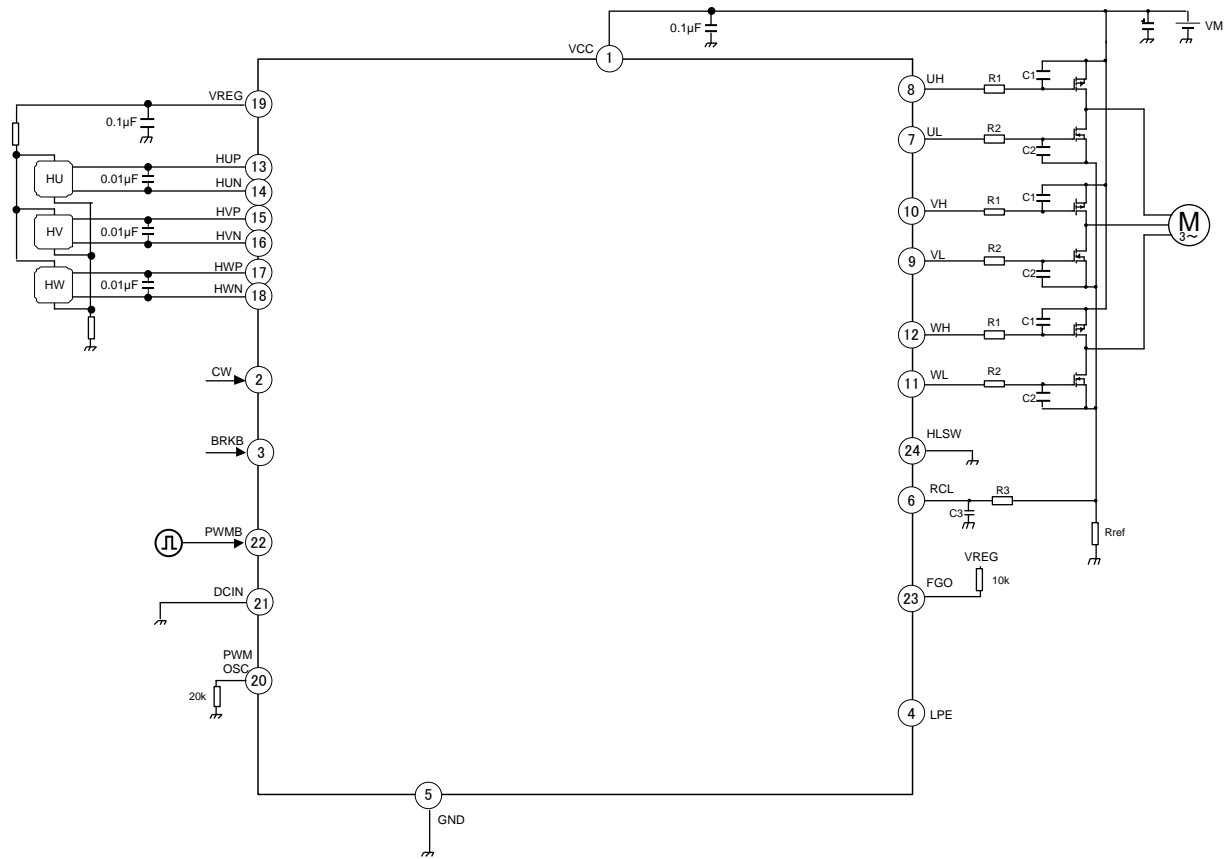 0.1µF
VM
VCC
1
UH
8
R1
C1
VREG
19
0.1µF
UL
7
R2
C2
HU
HUP
13
0.01µF
HUN
14
VH
10
R1
C1
HV
HVP
15
0.01µF
HVN
16
M
3~
VL
9
R2
C2
HW
HWP
17
0.01µF
HWN
18
WH
12
R1
C1
CW
2
WL
11
R2
C2
BRKB
3
HLSW
24
RCL
6
R3
C3
PWMB
22
Rref
VREG
10k
DCIN
21
FGO
23
PWM
OSC
20
20k
4
LPE
5
GND